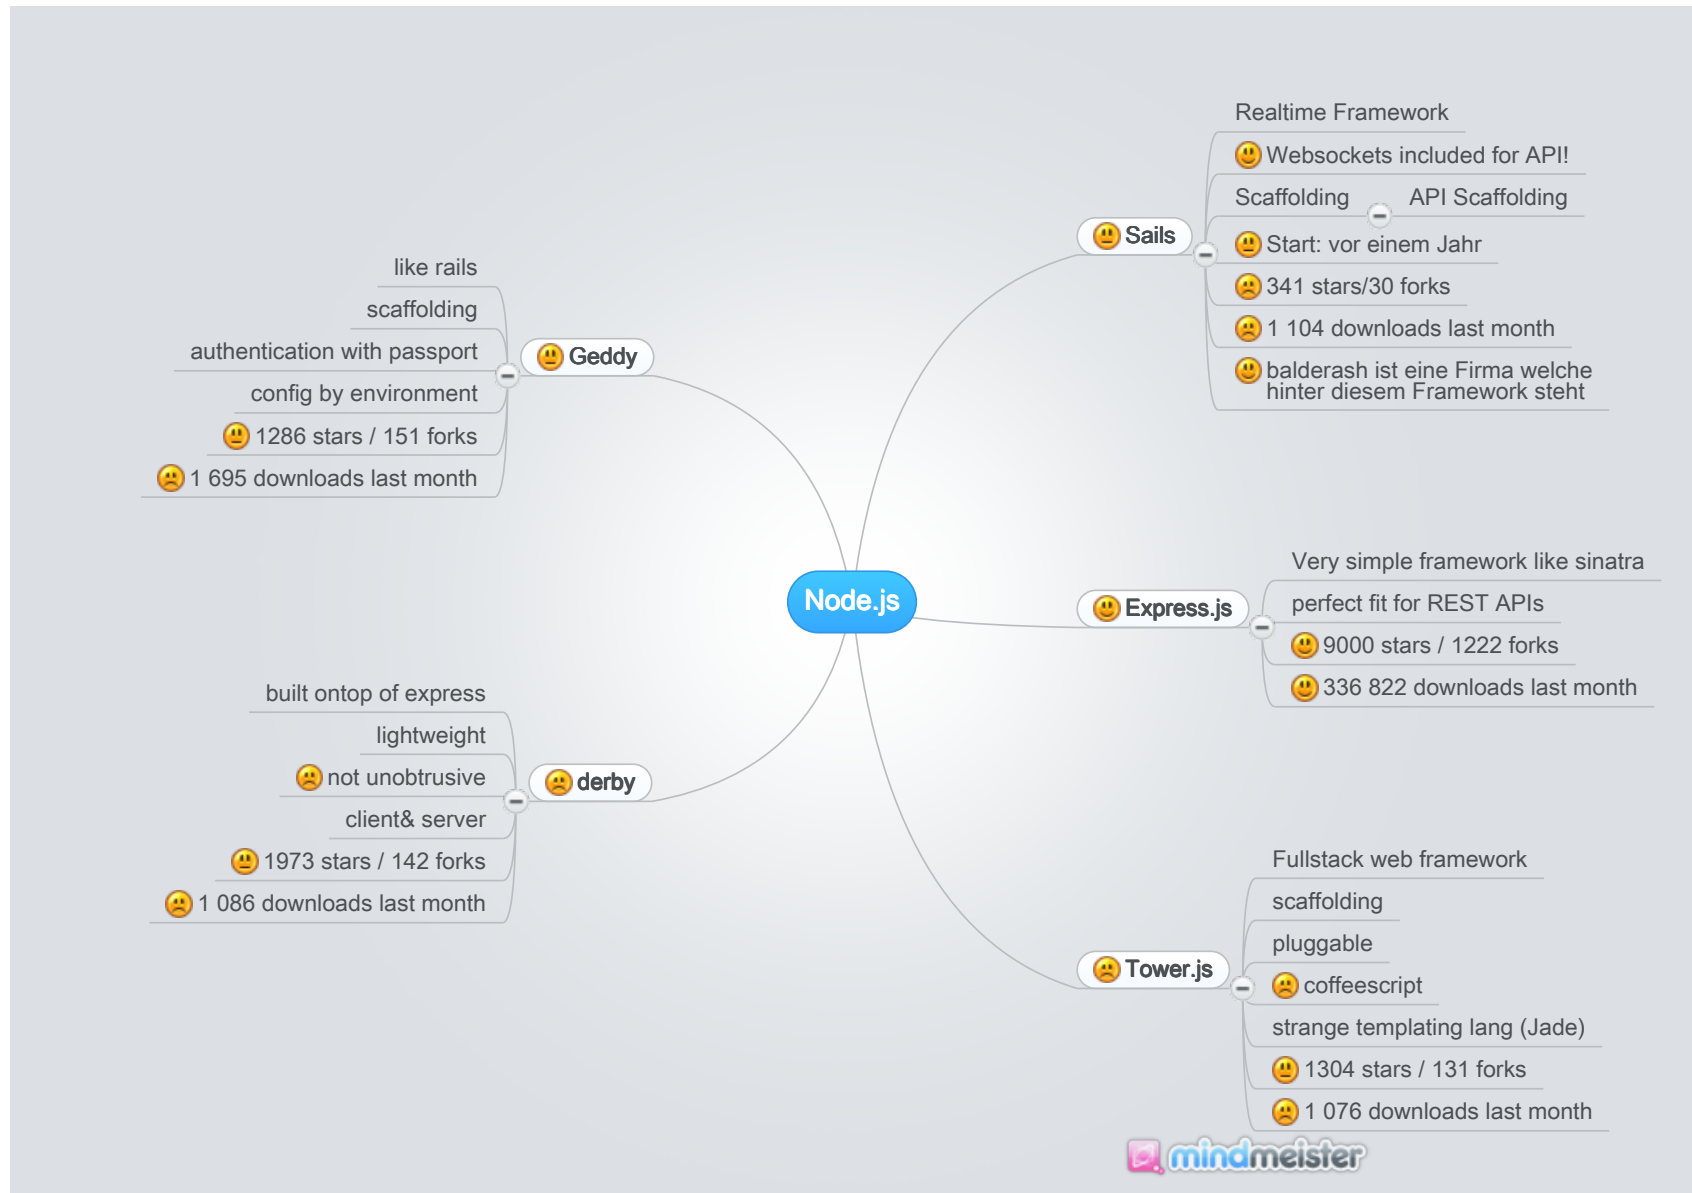 Node.js
Sails
Realtime Framework
Websockets included for API!
Scaffolding
API Scaffolding
Start: vor einem Jahr
341 stars/30 forks
1 104 downloads last month
balderash ist eine Firma welche
hinter diesem Framework steht
Express.js
Very simple framework like sinatra
perfect fit for REST APIs
9000 stars / 1222 forks
336 822 downloads last month
Tower.js
Fullstack web framework
scaffolding
pluggable
coffeescript
strange templating lang (Jade)
1304 stars / 131 forks
1 076 downloads last month
Geddy
like rails
scaffolding
authentication with passport
config by environment
1286 stars / 151 forks
1 695 downloads last month
derby
built ontop of express
lightweight
not unobtrusive
client& server
1973 stars / 142 forks
1 086 downloads last month
mindmeister